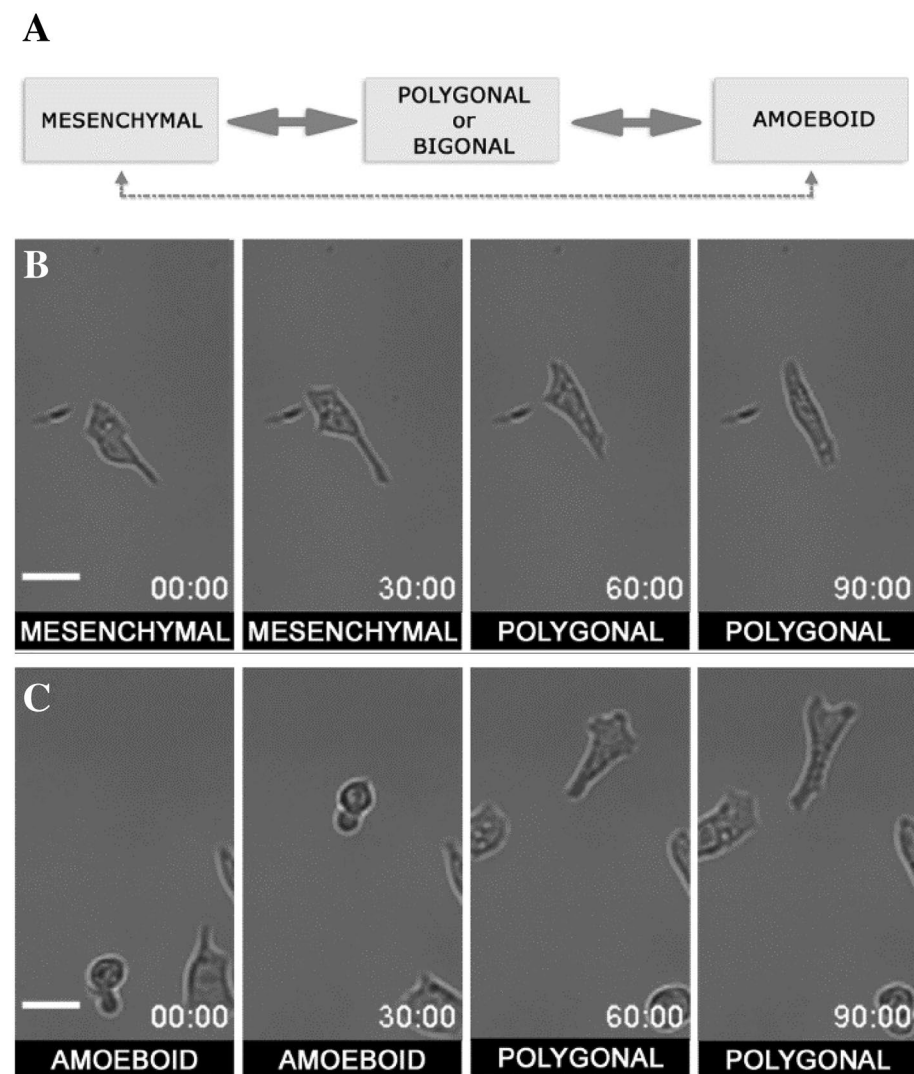 A
MESENCHYMAL
POLYGONAL
or
BIGONAL
AMOEBOID
B
00:00
30:00
60:00
90:00
MESENCHYMAL
MESENCHYMAL
POLYGONAL
POLYGONAL
C
00:00
30:00
60:00
90:00
AMOEBOID
AMOEBOID
POLYGONAL
POLYGONAL